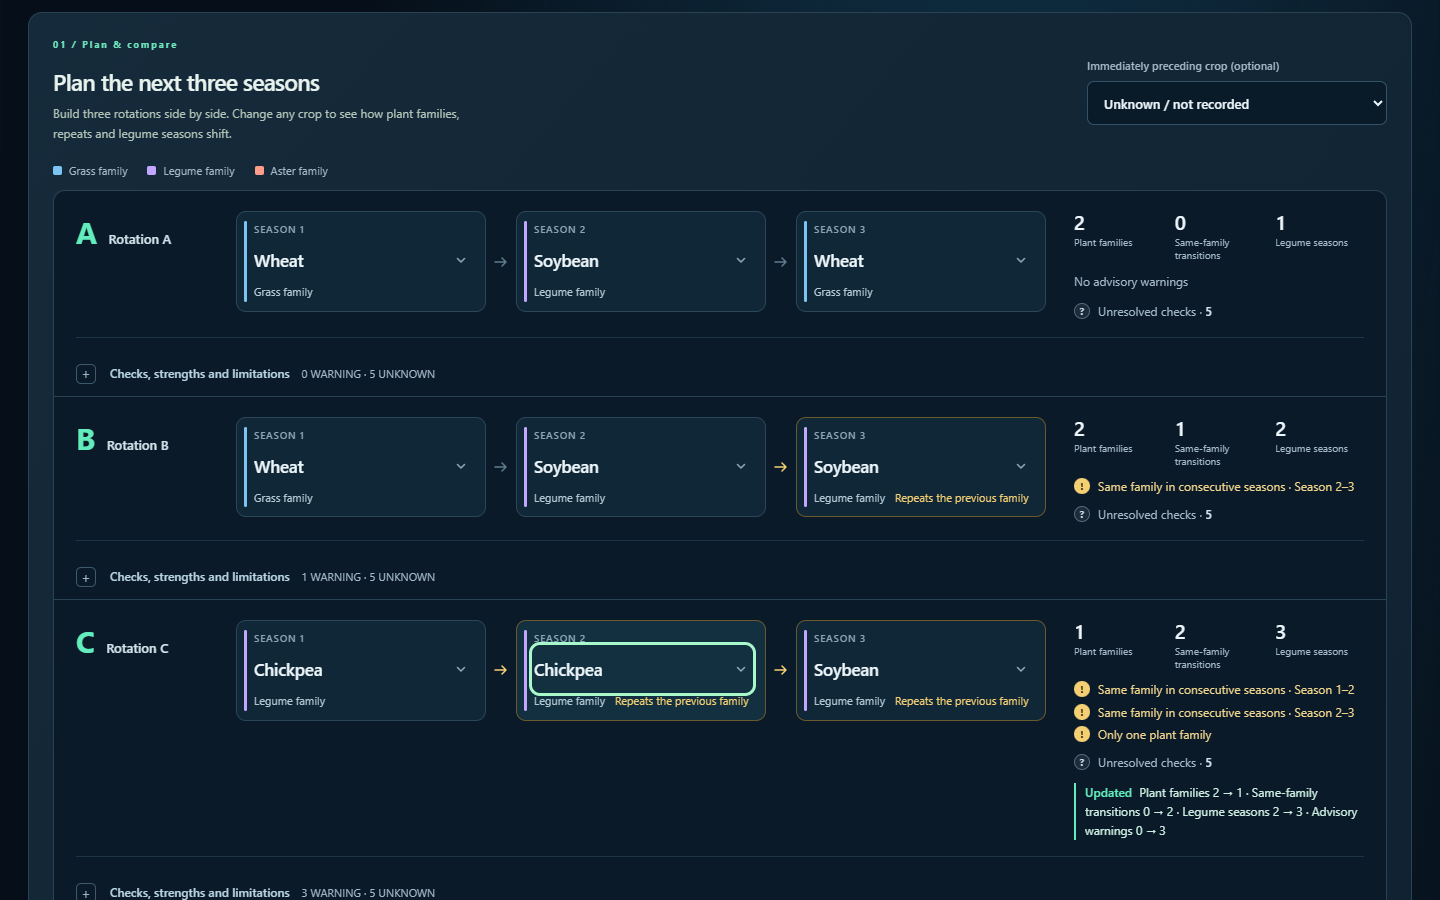 01 / Plan & compare
Plan the next three seasons
Build three rotations side by side. Change any crop to see how plant families,
repeats and legume seasons shift.
Immediately preceding crop (optional)
Unknown / not recorded
Grass family
Legume family
Aster family
A Rotation A
SEASON 1
Wheat
Grass family
→
SEASON 2
Soybean
Legume family
→
SEASON 3
Wheat
Grass family
2
Plant families
0
Same-family
transitions
1
Legume seasons
No advisory warnings
? Unresolved checks · 5
+ Checks, strengths and limitations 0 WARNING · 5 UNKNOWN
B Rotation B
SEASON 1
Wheat
Grass family
→
SEASON 2
Soybean
Legume family
→
SEASON 3
Soybean
Legume family Repeats the previous family
2
Plant families
1
Same-family
transitions
2
Legume seasons
! Same family in consecutive seasons · Season 2–3
? Unresolved checks · 5
+ Checks, strengths and limitations 1 WARNING · 5 UNKNOWN
C Rotation C
SEASON 1
Chickpea
Legume family
→
SEASON 2
Chickpea
Legume family Repeats the previous family
→
SEASON 3
Soybean
Legume family Repeats the previous family
1
Plant families
2
Same-family
transitions
3
Legume seasons
! Same family in consecutive seasons · Season 1–2
! Same family in consecutive seasons · Season 2–3
! Only one plant family
? Unresolved checks · 5
Updated Plant families 2 → 1 · Same-family
transitions 0 → 2 · Legume seasons 2 → 3 · Advisory
warnings 0 → 3
+ Checks, strengths and limitations 3 WARNING · 5 UNKNOWN